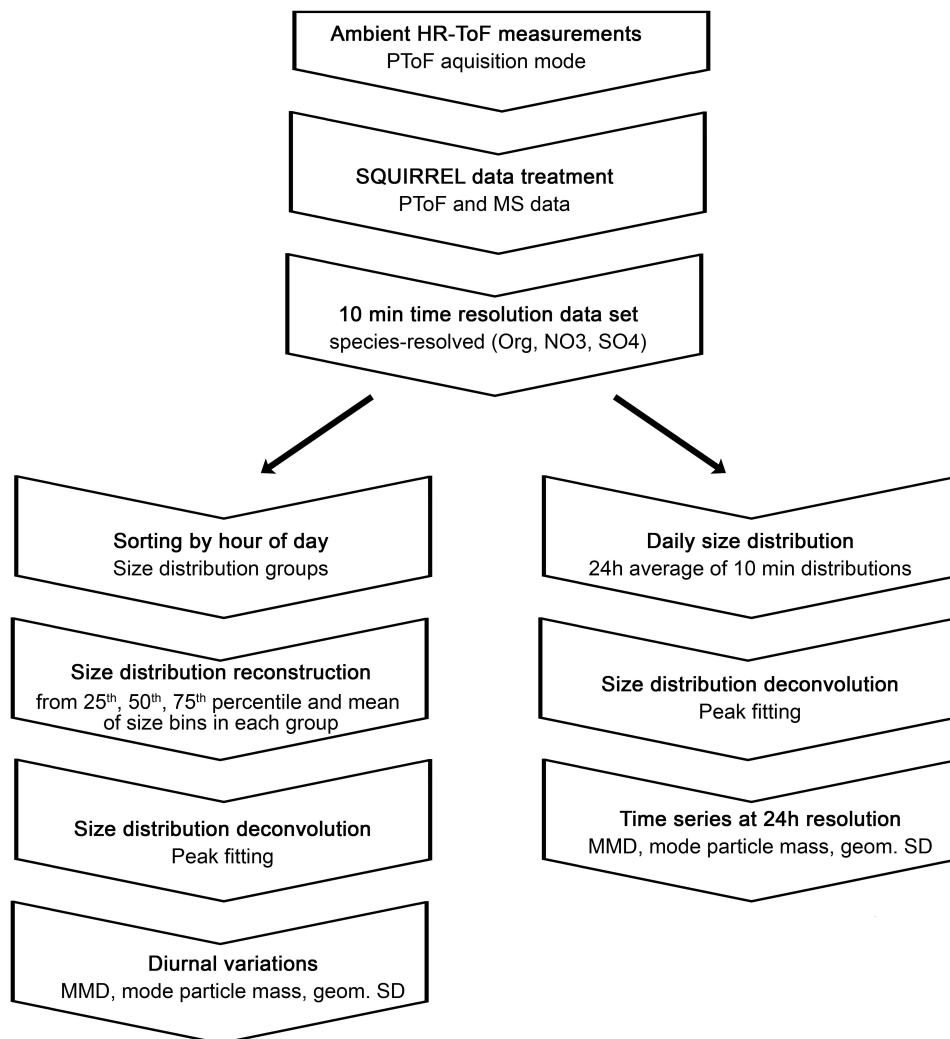 Ambient HR-ToF measurements
PToF aquisition mode
SQUIRREL data treatment
PToF and MS data
10 min time resolution data set
species-resolved (Org, NO3, SO4)
Sorting by hour of day
Size distribution groups
Size distribution reconstruction
from 25th, 50th, 75th percentile and mean
of size bins in each group
Size distribution deconvolution
Peak fitting
Diurnal variations
MMD, mode particle mass, geom. SD
Daily size distribution
24h average of 10 min distributions
Size distribution deconvolution
Peak fitting
Time series at 24h resolution
MMD, mode particle mass, geom. SD